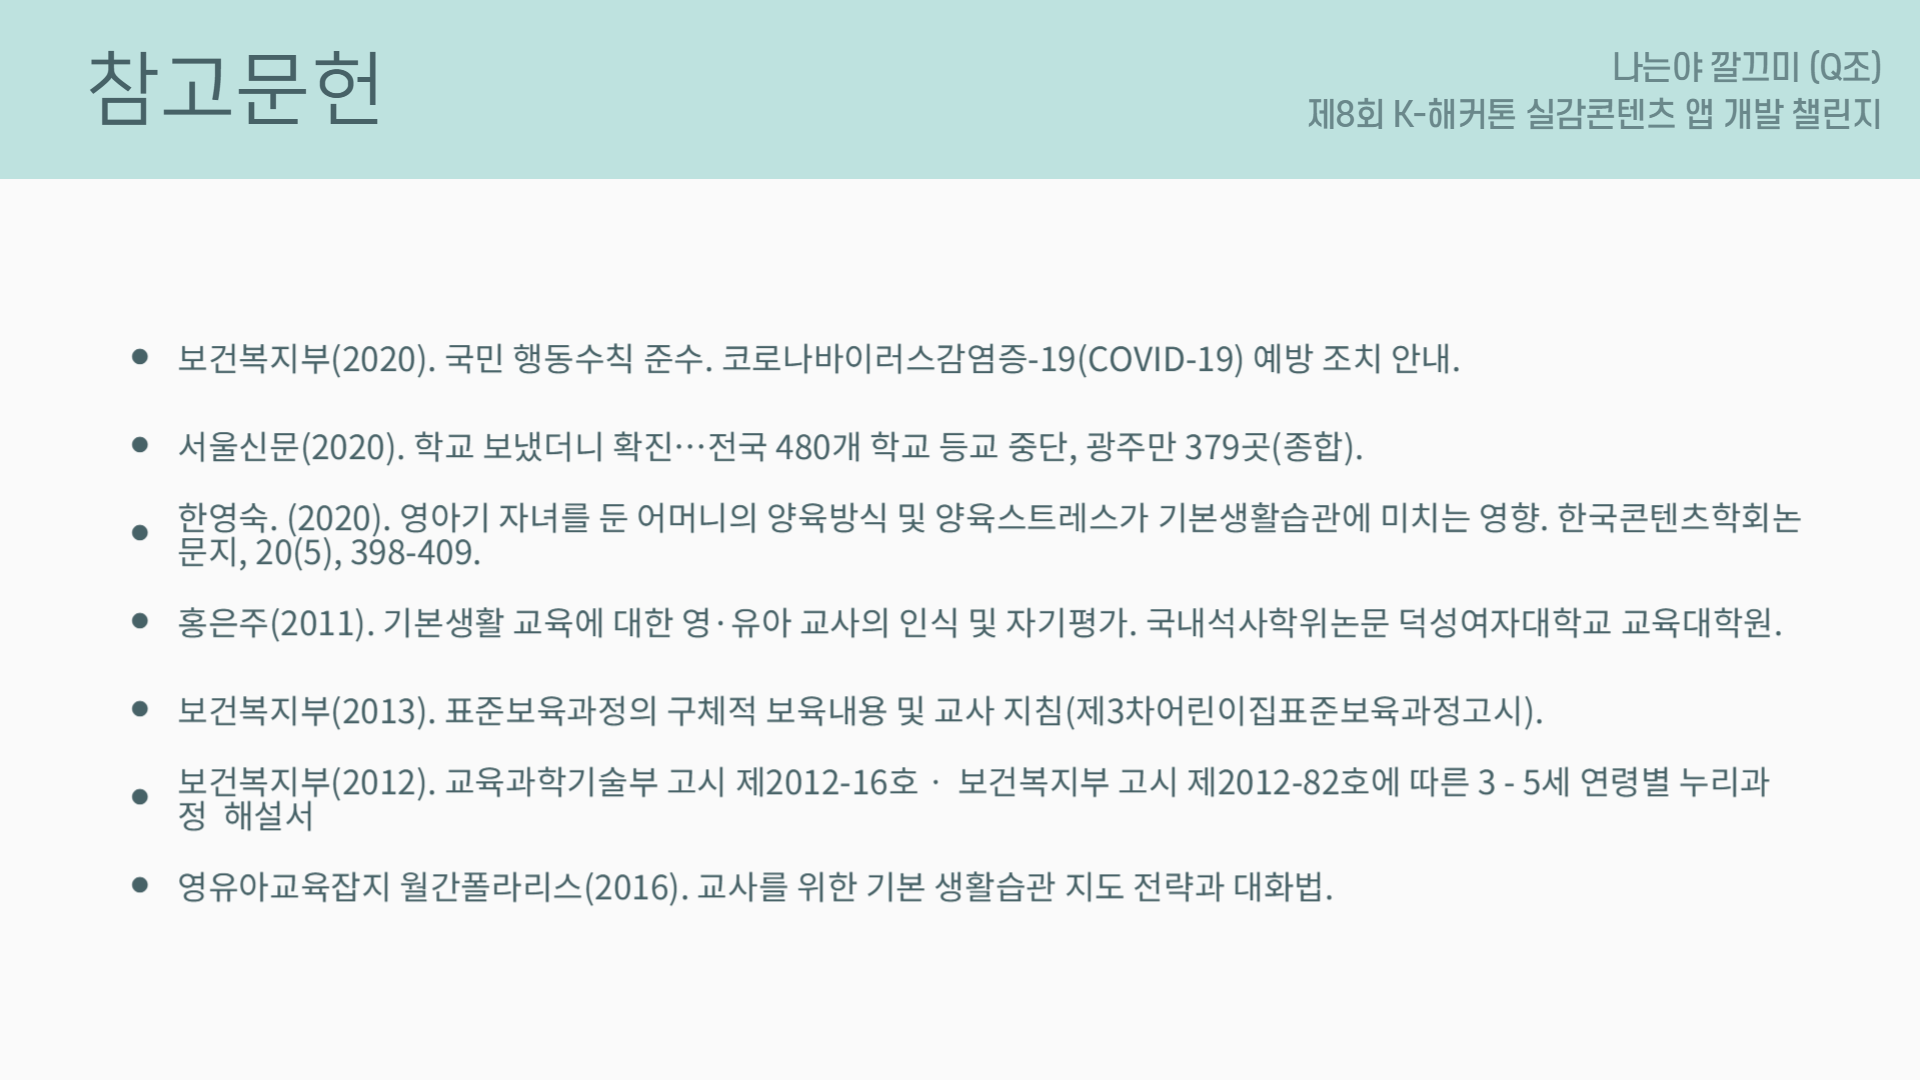 참고문헌
나는야 깔끄미 (Q조)
제8회 K-해커톤 실감콘텐츠 앱 개발 챌린지
● 보건복지부(2020). 국민 행동수칙 준수. 코로나바이러스감염증-19(COVID-19) 예방 조치 안내.
● 서울신문(2020). 학교 보냈더니 확진…전국 480개 학교 등교 중단, 광주만 379곳(종합).
● 한영숙. (2020). 영아기 자녀를 둔 어머니의 양육방식 및 양육스트레스가 기본생활습관에 미치는 영향. 한국콘텐츠학회논
문지, 20(5), 398-409.
● 홍은주(2011). 기본생활 교육에 대한 영·유아 교사의 인식 및 자기평가. 국내석사학위논문 덕성여자대학교 교육대학원.
● 보건복지부(2013). 표준보육과정의 구체적 보육내용 및 교사 지침(제3차어린이집표준보육과정고시).
● 보건복지부(2012). 교육과학기술부 고시 제2012-16호 · 보건복지부 고시 제2012-82호에 따른 3 - 5세 연령별 누리과
정 해설서
● 영유아교육잡지 월간폴라리스(2016). 교사를 위한 기본 생활습관 지도 전략과 대화법.